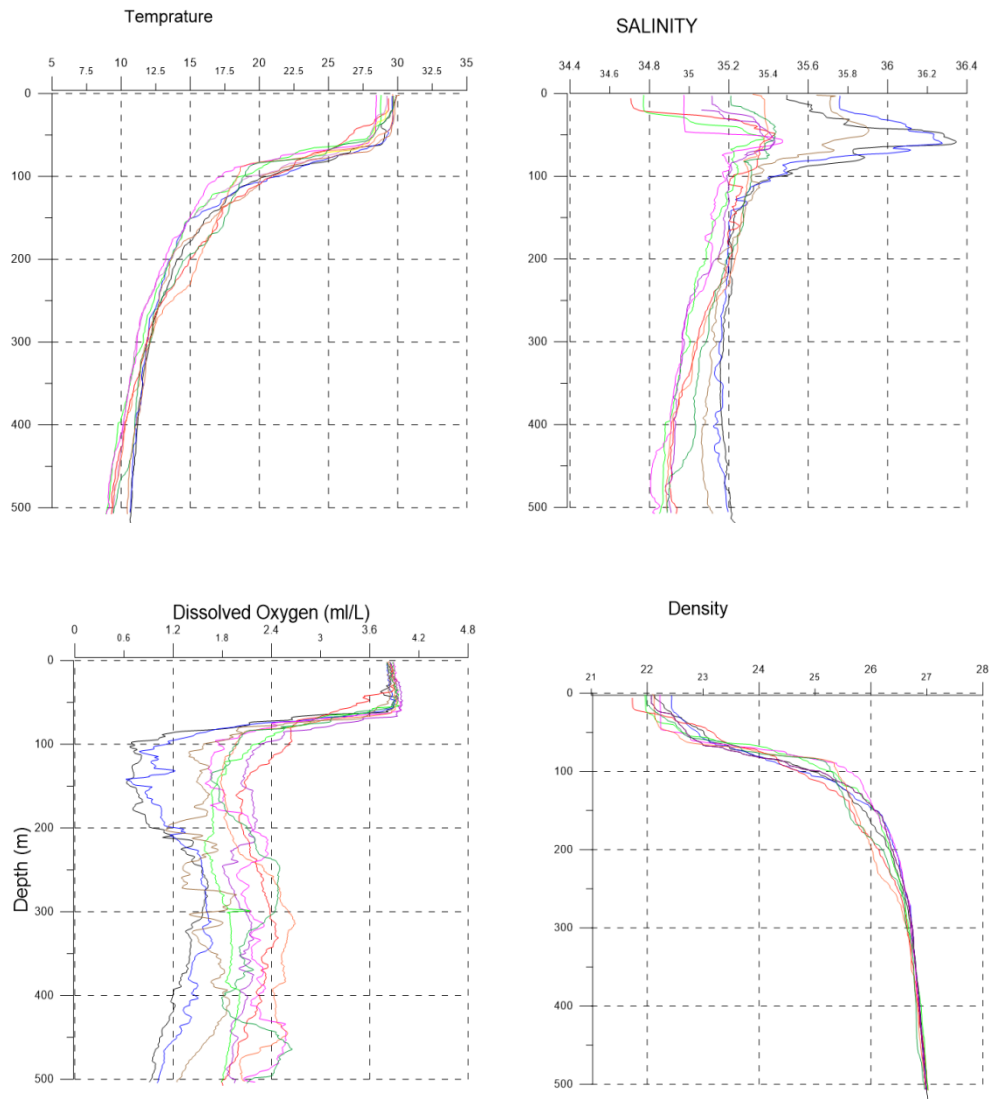 Temprature
5 10 15 20 25 30 35
7.5 12.5 17.5 22.5 27.5 32.5
0
100
200
300
400
500
SALINITY
34.4 34.8 35.2 35.6 36 36.4
34.6 35 35.4 35.8 36.2
0
100
200
300
400
500
Dissolved Oxygen (ml/L)
0 1.2 2.4 3.6 4.8
0.6 1.8 3 4.2
Depth (m)
0
100
200
300
400
500
Density
21 22 23 24 25 26 27 28
0
100
200
300
400
500